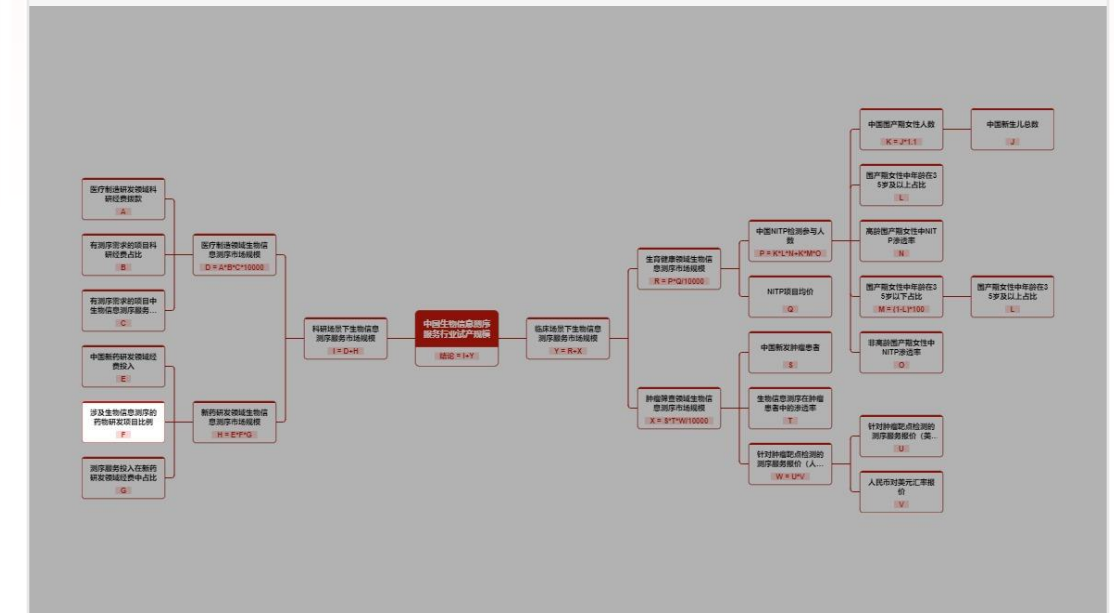 医疗制造研发领域科
研经费拨款
A
有测序需求的项目科
研经费占比
B
有测序需求的项目中
生物信息测序服务...
C
医疗制造领域生物信
息测序市场规模
D = A*B*C*10000
中国新药研发领域经
费投入
E
涉及生物信息测序的
药物研发项目比例
F
测序服务投入在新药
研发领域经费中占比
G
新药研发领域生物信
息测序市场规模
H = E*F*G
科研场景下生物信息
测序服务市场规模
I = D+H
中国生物信息测序
服务行业试产规模
结论 = I+Y
临床场景下生物信息
测序服务市场规模
Y = R+X
生育健康领域生物信
息测序市场规模
R = P*Q/10000
中国NITP检测参与人
数
P = K*L*N+K*M*O
NITP项目均价
Q
中国围产期女性人数
K = J*1.1
中国新生儿总数
J
围产期女性中年龄在3
5岁及以上占比
L
高龄围产期女性中NIT
P渗透率
N
围产期女性中年龄在3
5岁以下占比
M = (1-L)*100
围产期女性中年龄在3
5岁及以上占比
L
非高龄围产期女性中
NITP渗透率
O
肿瘤筛查领域生物信
息测序市场规模
X = S*T*W/10000
中国新发肿瘤患者
S
生物信息测序在肿瘤
患者中的渗透率
T
针对肿瘤靶点检测的
测序服务报价（人...
W = U*V
针对肿瘤靶点检测的
测序服务报价（美...
U
人民币对美元汇率报
价
V